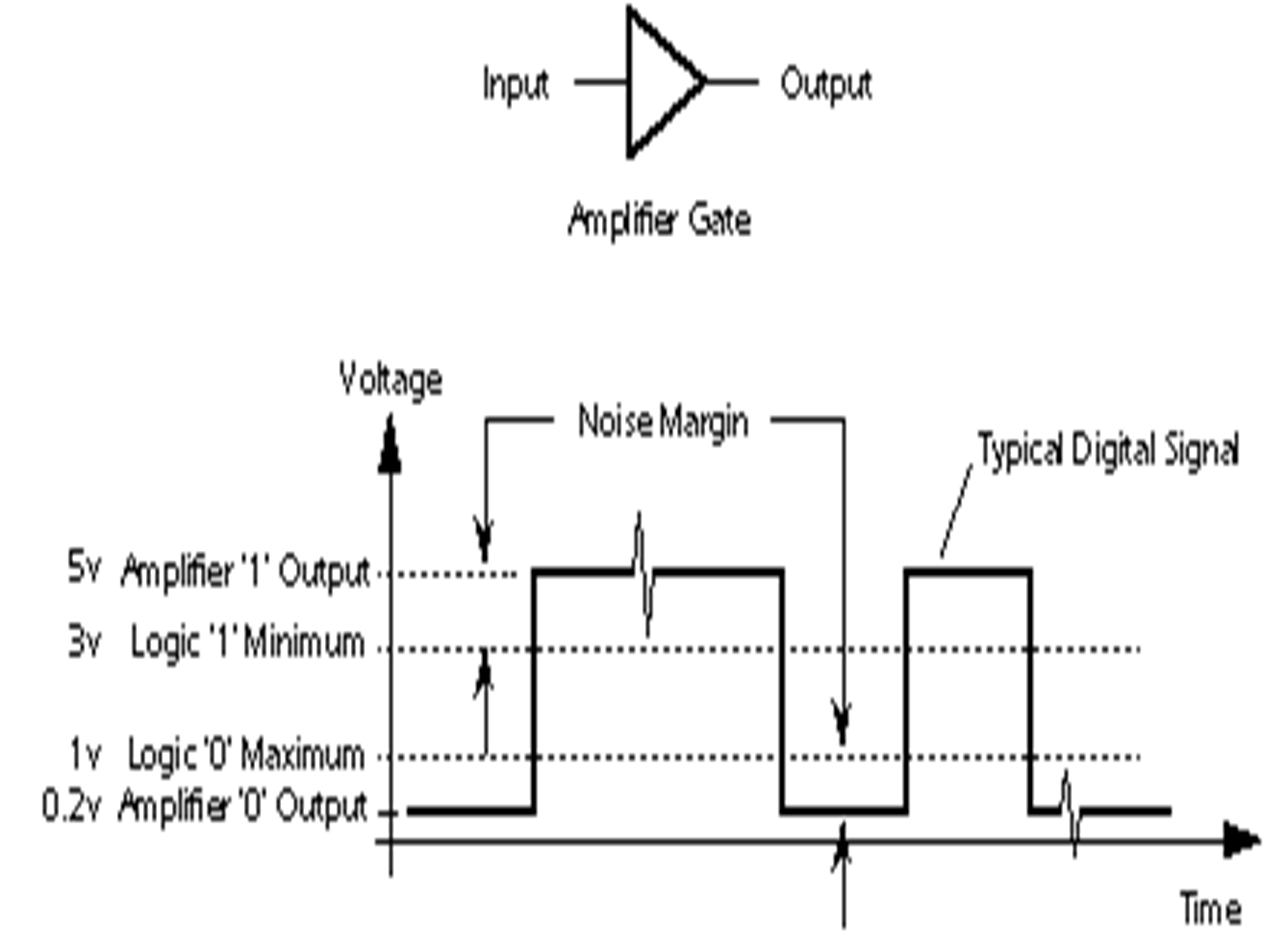 Input
Output
Amplifier Gate
Voltage
Noise Margin
Typical Digital Signal
5v Amplifier '1' Output
3v Logic '1' Minimum
1v Logic '0' Maximum
0.2v Amplifier '0' Output
Time